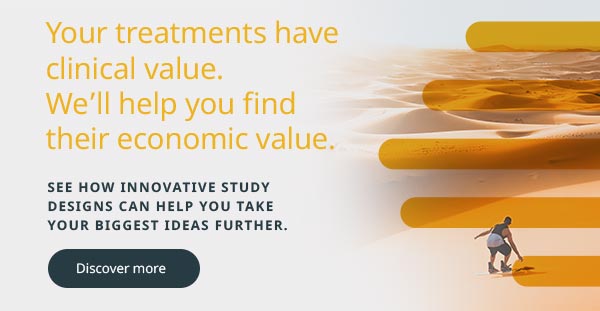 Your treatments have
clinical value.
We’ll help you find
their economic value.
SEE HOW INNOVATIVE STUDY
DESIGNS CAN HELP YOU TAKE
YOUR BIGGEST IDEAS FURTHER.
Discover more